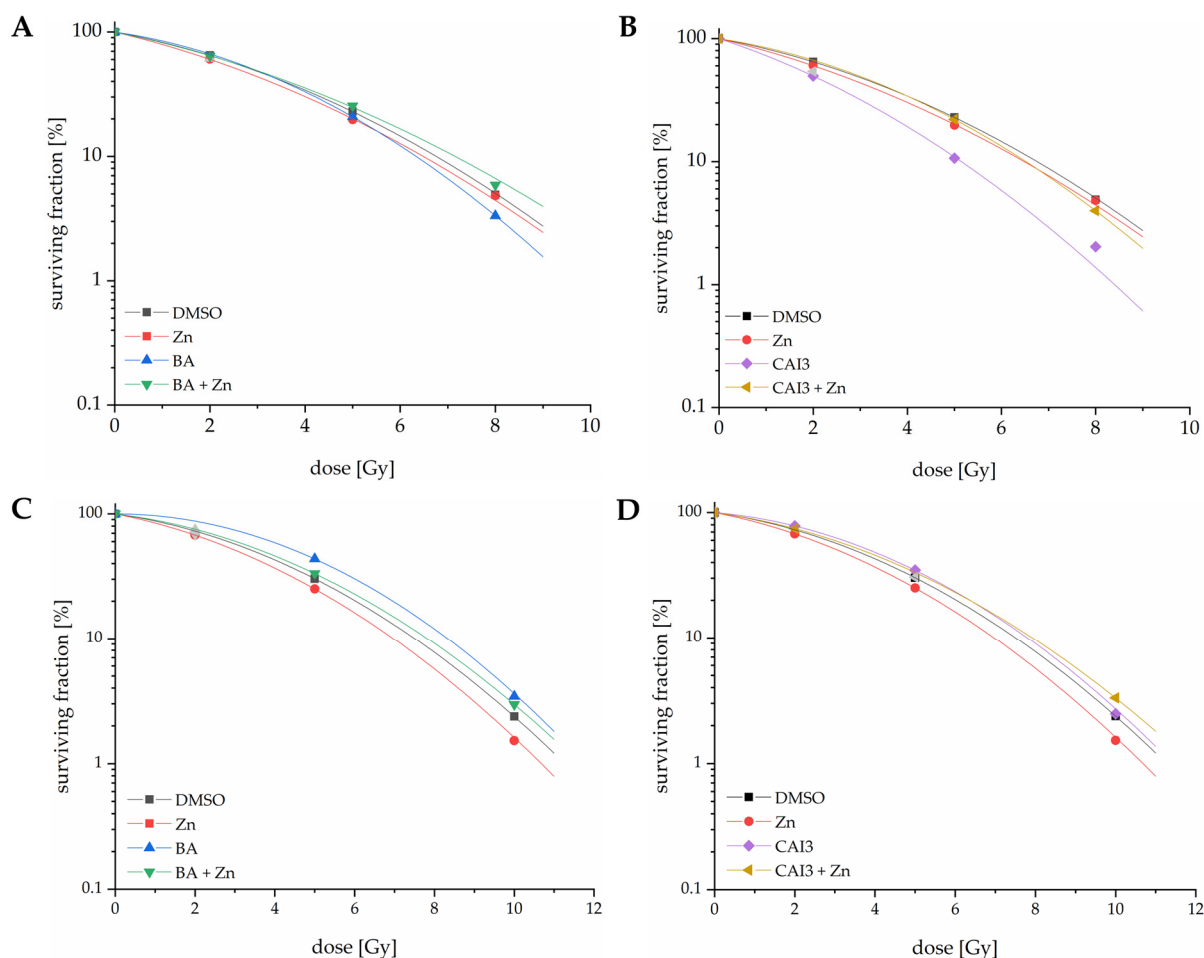 A
surviving fraction [%]
100
10
1
0.1
DMSO
Zn
BA
BA + Zn
0 2 4 6 8 10
dose [Gy]
B
surviving fraction [%]
100
10
1
0.1
DMSO
Zn
CAI3
CAI3 + Zn
0 2 4 6 8 10
dose [Gy]
C
surviving fraction [%]
100
10
1
0.1
DMSO
Zn
BA
BA + Zn
0 2 4 6 8 10 12
dose [Gy]
D
surviving fraction [%]
100
10
1
0.1
DMSO
Zn
CAI3
CAI3 + Zn
0 2 4 6 8 10 12
dose [Gy]